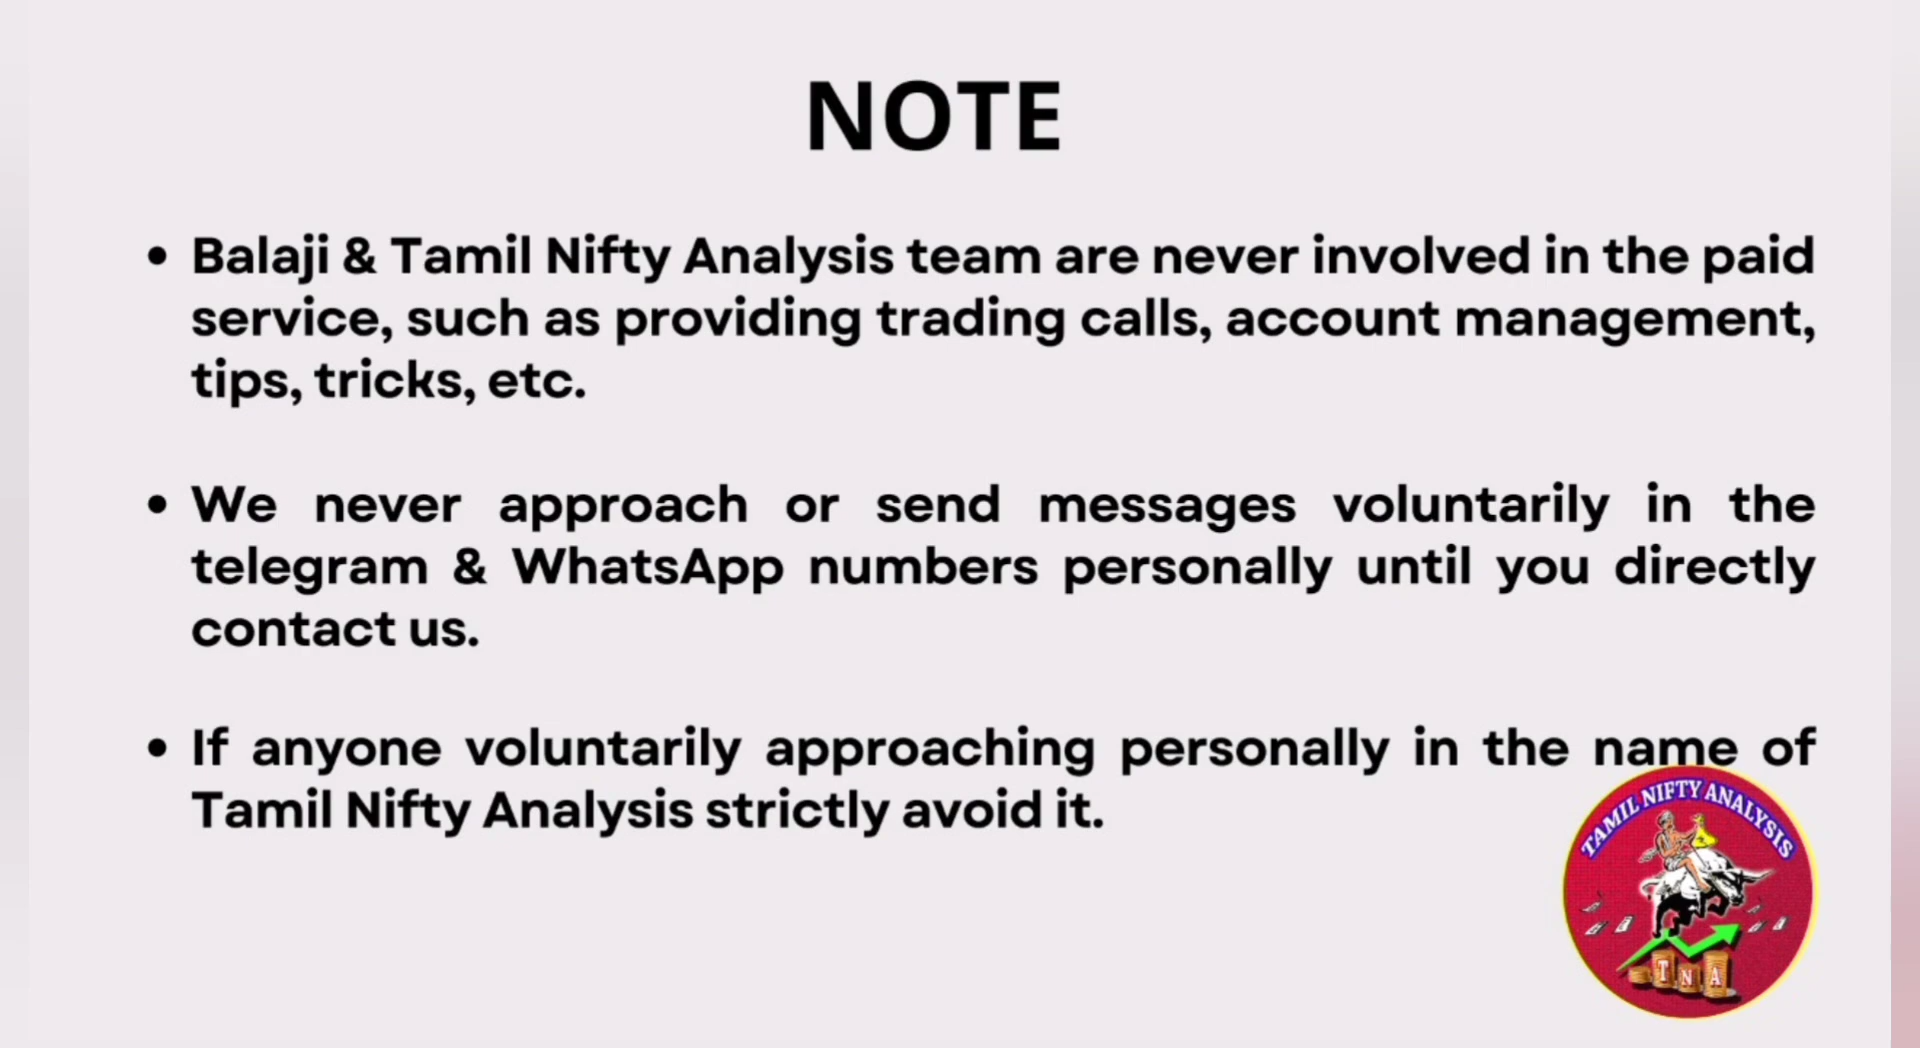 NOTE
• Balaji & Tamil Nifty Analysis team are never involved in the paid
service, such as providing trading calls, account management,
tips, tricks, etc.
• We never approach or send messages voluntarily in the
telegram & WhatsApp numbers personally until you directly
contact us.
• If anyone voluntarily approaching personally in the name of
Tamil Nifty Analysis strictly avoid it.
TAMIL NIFTY ANALYSIS
T N A